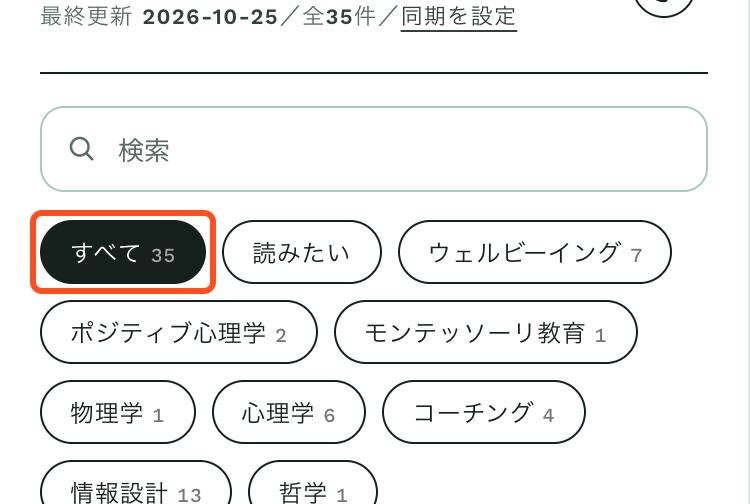 最終更新 2026-10-25／全35件／同期を設定
検索
すべて 35 読みたい ウェルビーイング 7
ポジティブ心理学 2 モンテッソーリ教育 1
物理学 1 心理学 6 コーチング 4
情報設計 13 哲学 1